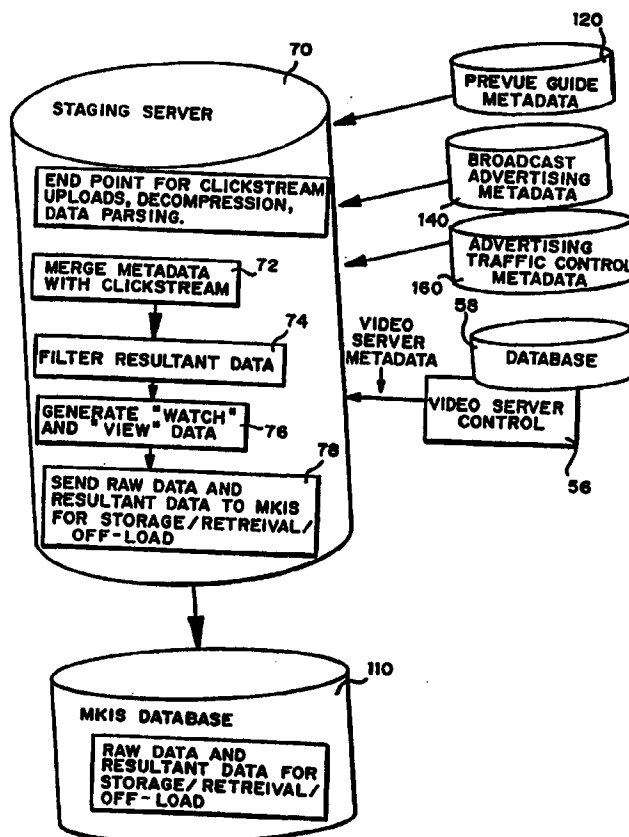 70
120
STAGING SERVER
PREVUE GUIDE
METADATA
END POINT FOR CLICKSTREAM
UPLOADS, DECOMPRESSION,
DATA PARSING.
BROADCAST
ADVERTISING
METADATA
140
MERGE METADATA
WITH CLICKSTREAM
72
ADVERTISING
TRAFFIC CONTROL
METADATA
160
58
FILTER RESULTANT DATA
74
VIDEO
SERVER
METADATA
DATABASE
GENERATE "WATCH"
AND "VIEW" DATA
76
VIDEO SERVER
CONTROL
56
78
SEND RAW DATA AND
RESULTANT DATA TO MKIS
FOR STORAGE/RETREIVAL/
OFF-LOAD
110
MKIS DATABASE
RAW DATA AND
RESULTANT DATA FOR
STORAGE/RETREIVAL/
OFF-LOAD